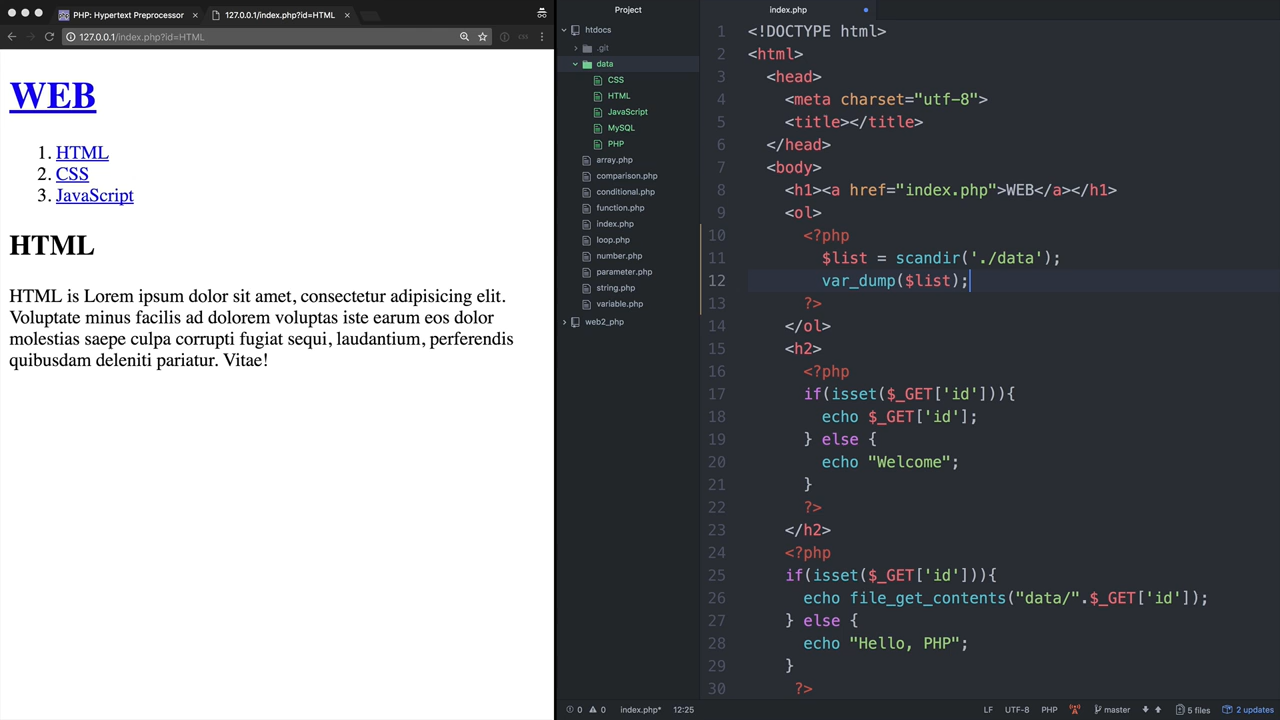 PHP: Hypertext Preprocessor
127.0.0.1/index.php?id=HTML
127.0.0.1/index.php?id=HTML
WEB
1. HTML
2. CSS
3. JavaScript
HTML
HTML is Lorem ipsum dolor sit amet, consectetur adipisicing elit.
Voluptate minus facilis ad dolorem voluptas iste earum eos dolor
molestias saepe culpa corrupti fugiat sequi, laudantium, perferendis
quibusdam deleniti pariatur. Vitae!
Project
htdocs
.git
data
CSS
HTML
JavaScript
MySQL
PHP
array.php
comparison.php
conditional.php
function.php
index.php
loop.php
number.php
parameter.php
string.php
variable.php
web2_php
index.php
1 <!DOCTYPE html>
2 <html>
3 <head>
4 <meta charset="utf-8">
5 <title></title>
6 </head>
7 <body>
8 <h1><a href="index.php">WEB</a></h1>
9 <ol>
10 <?php
11 $list = scandir('./data');
12 var_dump($list);
13 ?>
14 </ol>
15 <h2>
16 <?php
17 if(isset($_GET['id'])){
18 echo $_GET['id'];
19 } else {
20 echo "Welcome";
21 }
22 ?>
23 </h2>
24 <?php
25 if(isset($_GET['id'])){
26 echo file_get_contents("data/".$_GET['id']);
27 } else {
28 echo "Hello, PHP";
29 }
30 ?>
0 0 index.php* 12:25 LF UTF-8 PHP master 5 files 2 updates